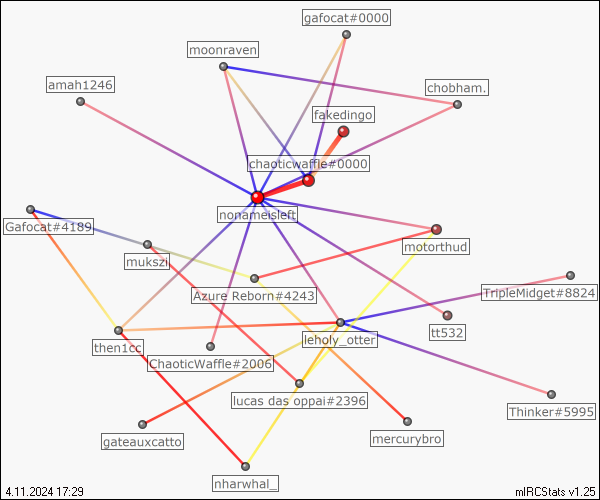 gafocat#0000
moonraven
amah1246
chobham.
fakedingo
chaoticwaffle#0000
nonameisleft
Gafocat#4189
motorthud
mukszi
TripleMidget#8824
Azure Reborn#4243
tt532
leholy_otter
then1cc
ChaoticWaffle#2006
lucas das oppai#2396
Thinker#5995
mercurybro
gateauxcatto
nharwhal_
4.11.2024 17:29
mIRCStats v1.25